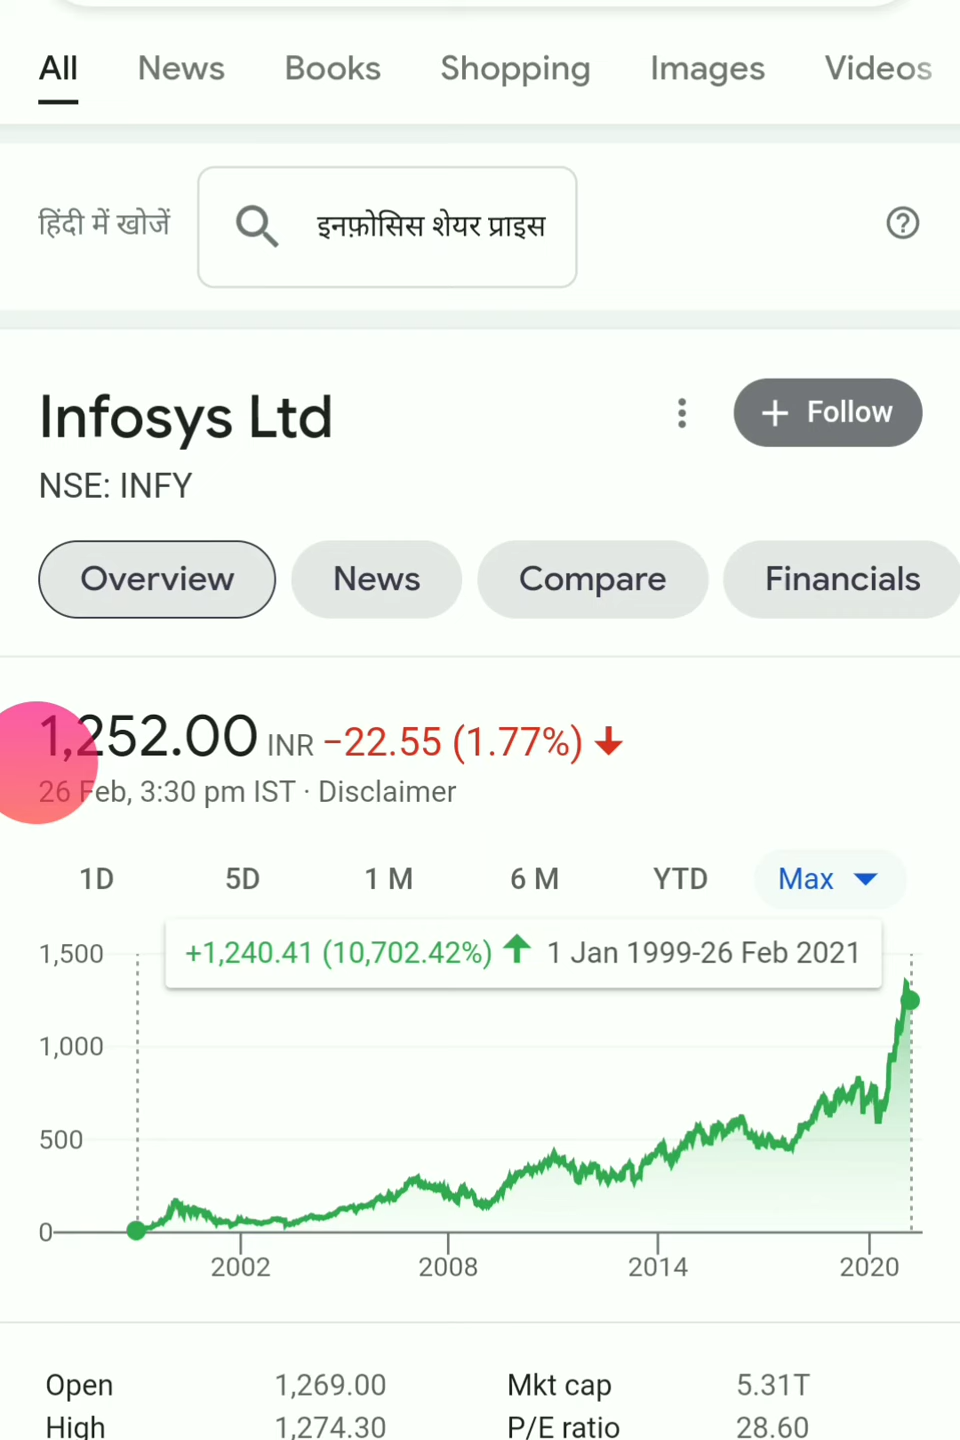 All News Books Shopping Images Videos
हिंदी में खोजें इनफ़ोसिस शेयर प्राइस
Infosys Ltd
+ Follow
NSE: INFY
Overview News Compare Financials
1,252.00 INR −22.55 (1.77%)
26 Feb, 3:30 pm IST · Disclaimer
1D 5D 1 M 6 M YTD Max
+1,240.41 (10,702.42%) 1 Jan 1999-26 Feb 2021
1,500
1,000
500
0
2002 2008 2014 2020
Open 1,269.00 Mkt cap 5.31T
High 1,274.30 P/E ratio 28.60